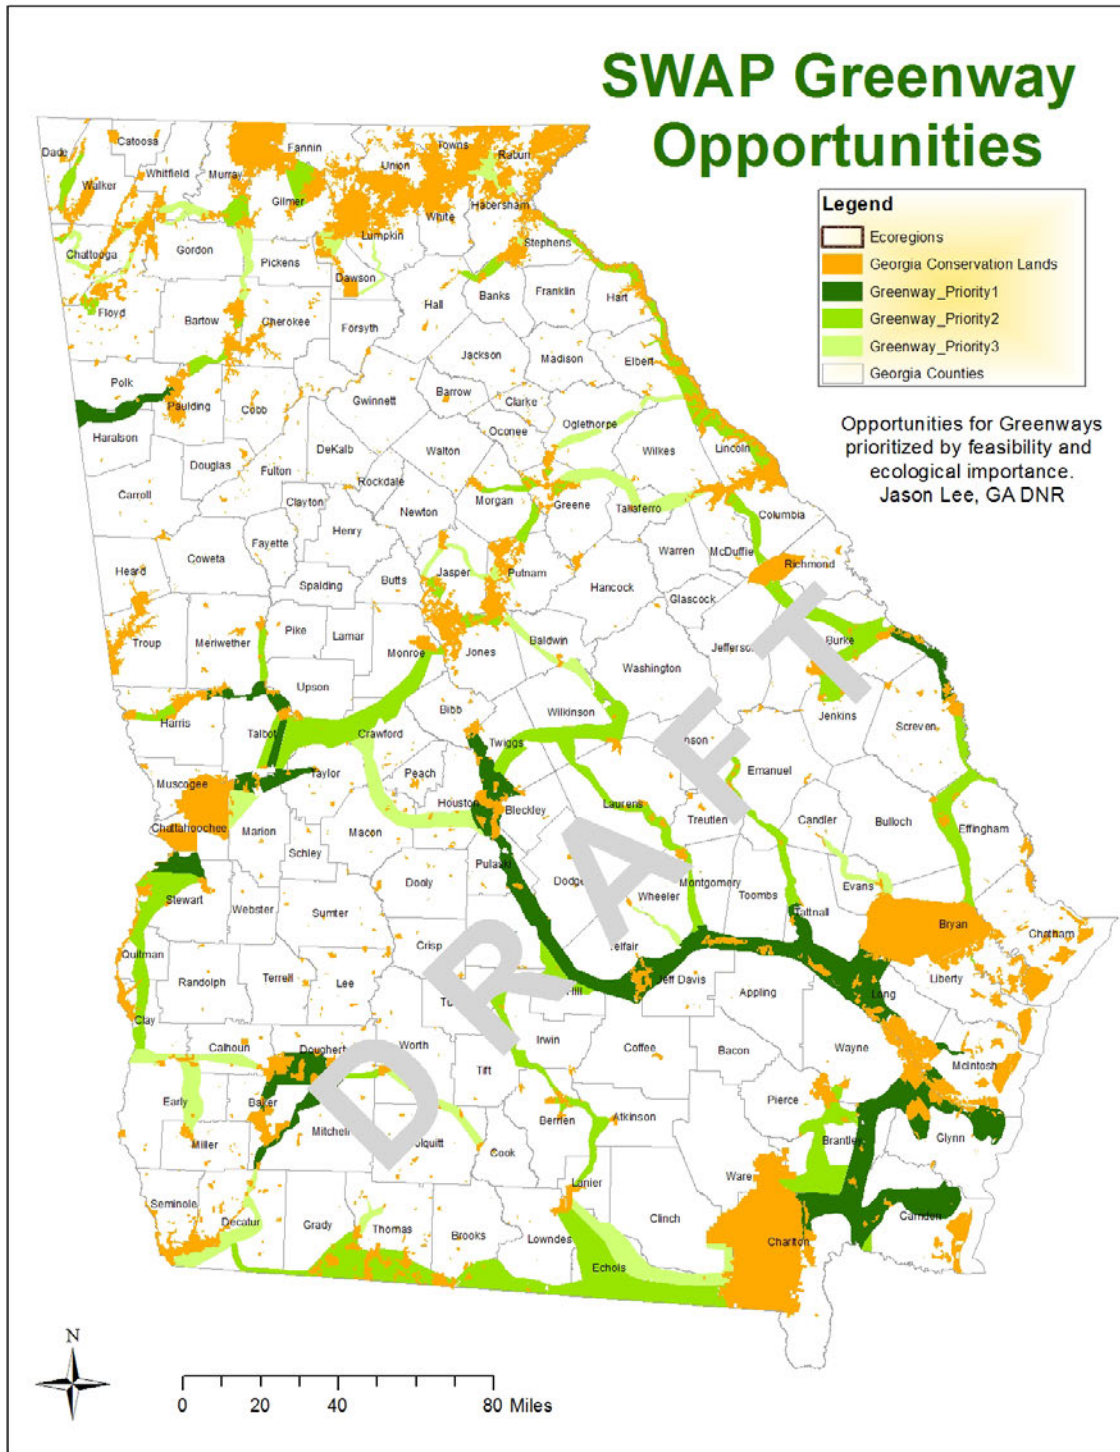 SWAP Greenway
Opportunities
Legend
Ecoregions
Georgia Conservation Lands
Greenway_Priority1
Greenway_Priority2
Greenway_Priority3
Georgia Counties
Opportunities for Greenways
prioritized by feasibility and
ecological importance.
Jason Lee, GA DNR
Dade
Catoosa
Fannin
Towns
Rabun
Union
Walker
Whitfield
Murray
Gilmer
White
Habersham
Lumpkin
Stephens
Chattooga
Gordon
Pickens
Dawson
Hall
Banks
Franklin
Hart
Floyd
Bartow
Cherokee
Forsyth
Jackson
Madison
Elbert
Polk
Paulding
Cobb
Gwinnett
Barrow
Clarke
Oconee
Oglethorpe
Haralson
DeKalb
Walton
Wilkes
Lincoln
Douglas
Fulton
Rockdale
Carroll
Clayton
Newton
Morgan
Greene
Taliaferro
Columbia
Henry
Fayette
Coweta
Heard
Spalding
Butts
Jasper
Putnam
Warren
McDuffie
Richmond
Hancock
Glascock
Troup
Meriwether
Pike
Lamar
Monroe
Jones
Baldwin
Washington
Jefferson
Burke
Upson
Harris
Talbot
Crawford
Bibb
Twiggs
Wilkinson
nson
Jenkins
Screven
Emanuel
Muscogee
Taylor
Peach
Houston
Bleckley
Laurens
Treutlen
Candler
Bulloch
Effingham
Chattahoochee
Marion
Macon
Schley
Pulaski
Dooly
Dodge
Wheeler
Montgomery
Toombs
Tattnall
Evans
Bryan
Chatham
Stewart
Webster
Sumter
Crisp
elfair
Jeff Davis
Appling
Long
Liberty
Quitman
Randolph
Terrell
Lee
Tu
Hill
Clay
Calhoun
Dougherty
Worth
Irwin
Tift
Coffee
Bacon
Wayne
McIntosh
Early
Baker
Mitchell
olquitt
Berrien
Atkinson
Pierce
Brantley
Glynn
Miller
Cook
Lanier
Ware
Seminole
Decatur
Grady
Thomas
Brooks
Lowndes
Clinch
Echols
Charlton
Camden
DRAFT
N
0 20 40 80 Miles